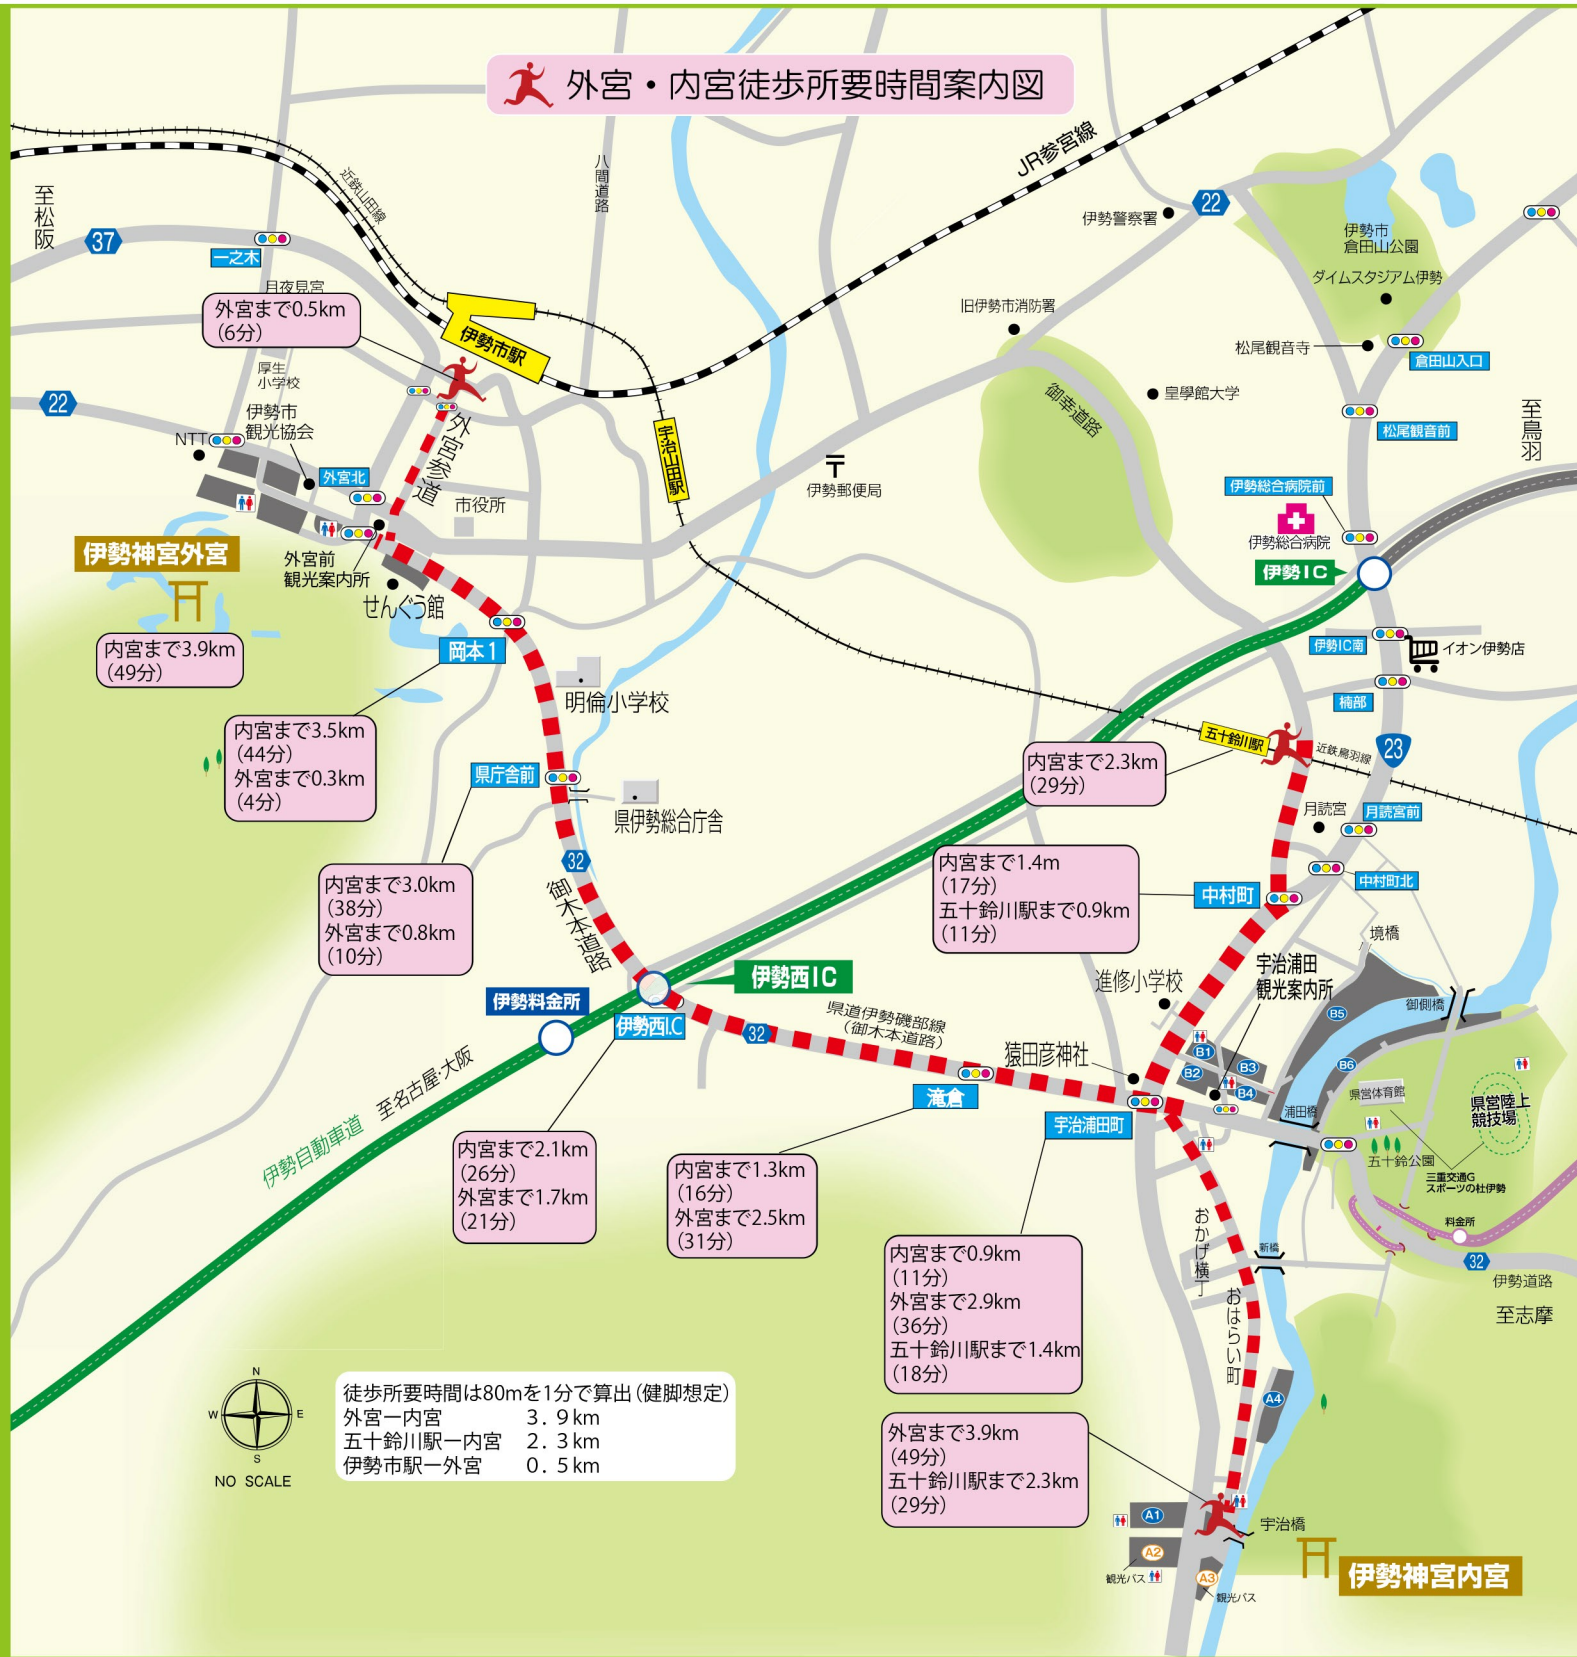 外宮・内宮徒歩所要時間案内図
JR参宮線
近鉄山田線
八間道路
至松阪
37
一之木
月夜見宮
外宮まで0.5km
(6分)
伊勢市駅
22
厚生
小学校
伊勢市
観光協会
NTT
外宮北
外宮参道
市役所
宇治山田駅
伊勢神宮外宮
外宮前
観光案内所
せんぐう館
内宮まで3.9km
(49分)
岡本1
内宮まで3.5km
(44分)
外宮まで0.3km
(4分)
明倫小学校
県庁舎前
県伊勢総合庁舎
内宮まで3.0km
(38分)
外宮まで0.8km
(10分)
32
御木本道路
22
伊勢警察署
伊勢市
倉田山公園
ダイムスタジアム伊勢
旧伊勢市消防署
松尾観音寺
倉田山入口
皇學館大学
御幸道路
松尾観音前
至鳥羽
伊勢郵便局
伊勢総合病院前
伊勢総合病院
伊勢IC
伊勢IC南
イオン伊勢店
楠部
23
五十鈴川駅
近鉄鳥羽線
内宮まで2.3km
(29分)
月読宮
月読宮前
中村町北
内宮まで1.4m
(17分)
五十鈴川駅まで0.9km
(11分)
中村町
境橋
宇治浦田
観光案内所
進修小学校
御側橋
B5
B6
B1
B2
B3
B4
伊勢西IC
伊勢料金所
伊勢西I.C
32
県道伊勢磯部線
(御木本道路)
猿田彦神社
滝倉
宇治浦田町
浦田橋
県営体育館
県営陸上
競技場
五十鈴公園
三重交通G
スポーツの杜伊勢
料金所
32
伊勢道路
至志摩
新橋
至名古屋・大阪
伊勢自動車道
内宮まで2.1km
(26分)
外宮まで1.7km
(21分)
内宮まで1.3km
(16分)
外宮まで2.5km
(31分)
内宮まで0.9km
(11分)
外宮まで2.9km
(36分)
五十鈴川駅まで1.4km
(18分)
おかげ横丁
おはらい町
A4
外宮まで3.9km
(49分)
五十鈴川駅まで2.3km
(29分)
A1
A2
観光バス
A3
観光バス
宇治橋
伊勢神宮内宮
N
W
E
S
NO SCALE
徒歩所要時間は80mを1分で算出(健脚想定)
外宮ー内宮 3.9km
五十鈴川駅ー内宮 2.3km
伊勢市駅ー外宮 0.5km